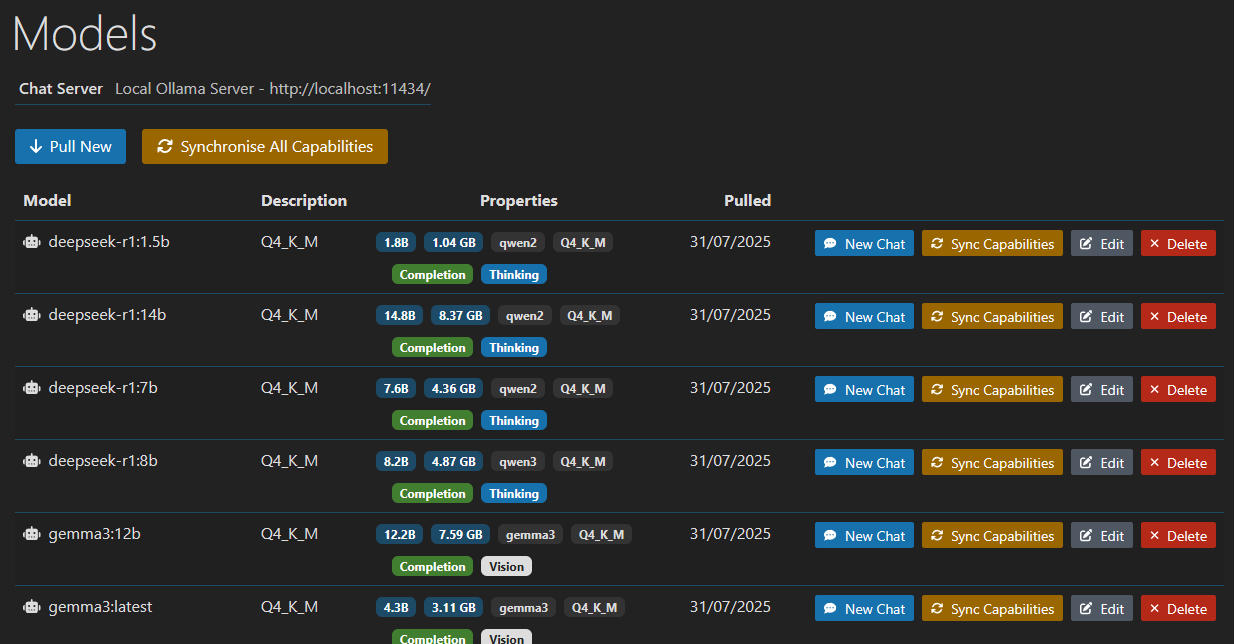 Models
Chat Server Local Ollama Server - http://localhost:11434/
Pull New Synchronise All Capabilities
Model Description Properties Pulled
deepseek-r1:1.5b Q4_K_M 1.8B 1.04 GB qwen2 Q4_K_M 31/07/2025 New Chat Sync Capabilities Edit Delete
Completion Thinking
deepseek-r1:14b Q4_K_M 14.8B 8.37 GB qwen2 Q4_K_M 31/07/2025 New Chat Sync Capabilities Edit Delete
Completion Thinking
deepseek-r1:7b Q4_K_M 7.6B 4.36 GB qwen2 Q4_K_M 31/07/2025 New Chat Sync Capabilities Edit Delete
Completion Thinking
deepseek-r1:8b Q4_K_M 8.2B 4.87 GB qwen3 Q4_K_M 31/07/2025 New Chat Sync Capabilities Edit Delete
Completion Thinking
gemma3:12b Q4_K_M 12.2B 7.59 GB gemma3 Q4_K_M 31/07/2025 New Chat Sync Capabilities Edit Delete
Completion Vision
gemma3:latest Q4_K_M 4.3B 3.11 GB gemma3 Q4_K_M 31/07/2025 New Chat Sync Capabilities Edit Delete
Completion Vision